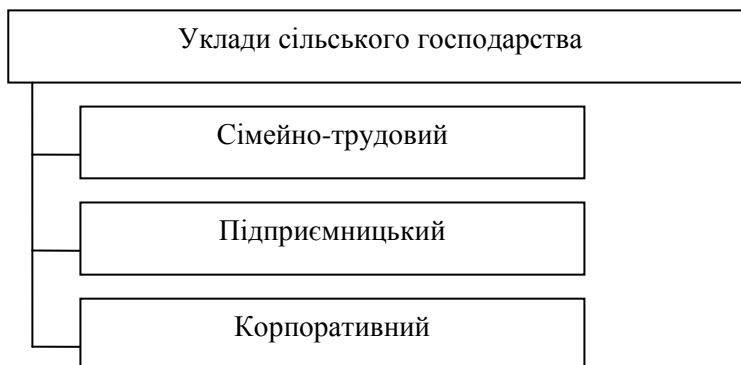 Уклади сільського господарства
Сімейно-трудовий
Підприємницький
Корпоративний